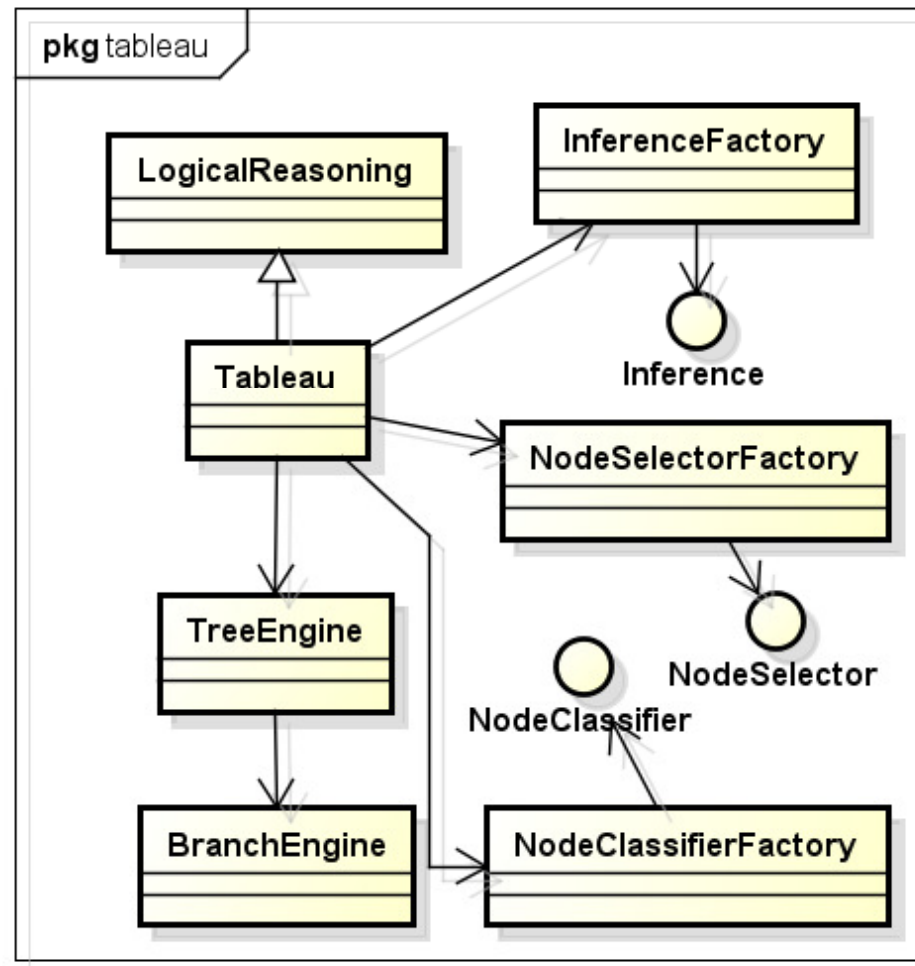 pkg tableau
InferenceFactory
LogicalReasoning
Inference
Tableau
NodeSelectorFactory
TreeEngine
NodeSelector
NodeClassifier
BranchEngine
NodeClassifierFactory